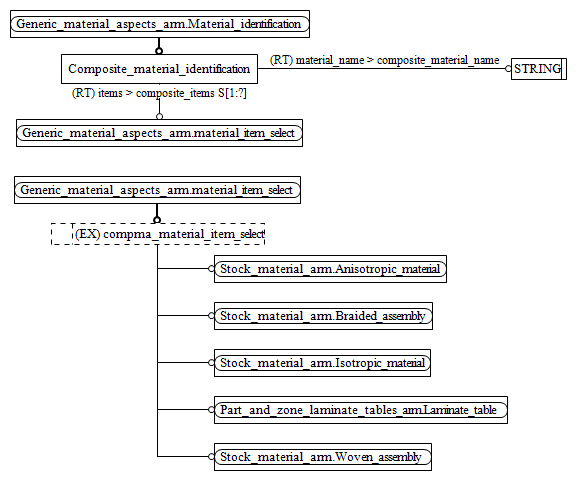 Generic_material_aspects_arm.Material_identification
Composite_material_identification
(RT) material_name > composite_material_name
STRING
(RT) items > composite_items S[1:?]
Generic_material_aspects_arm.material_item_select
Generic_material_aspects_arm.material_item_select
(EX) compma_material_item_select
Stock_material_arm.Anisotropic_material
Stock_material_arm.Braided_assembly
Stock_material_arm.Isotropic_material
Part_and_zone_laminate_tables_arm.Laminate_table
Stock_material_arm.Woven_assembly